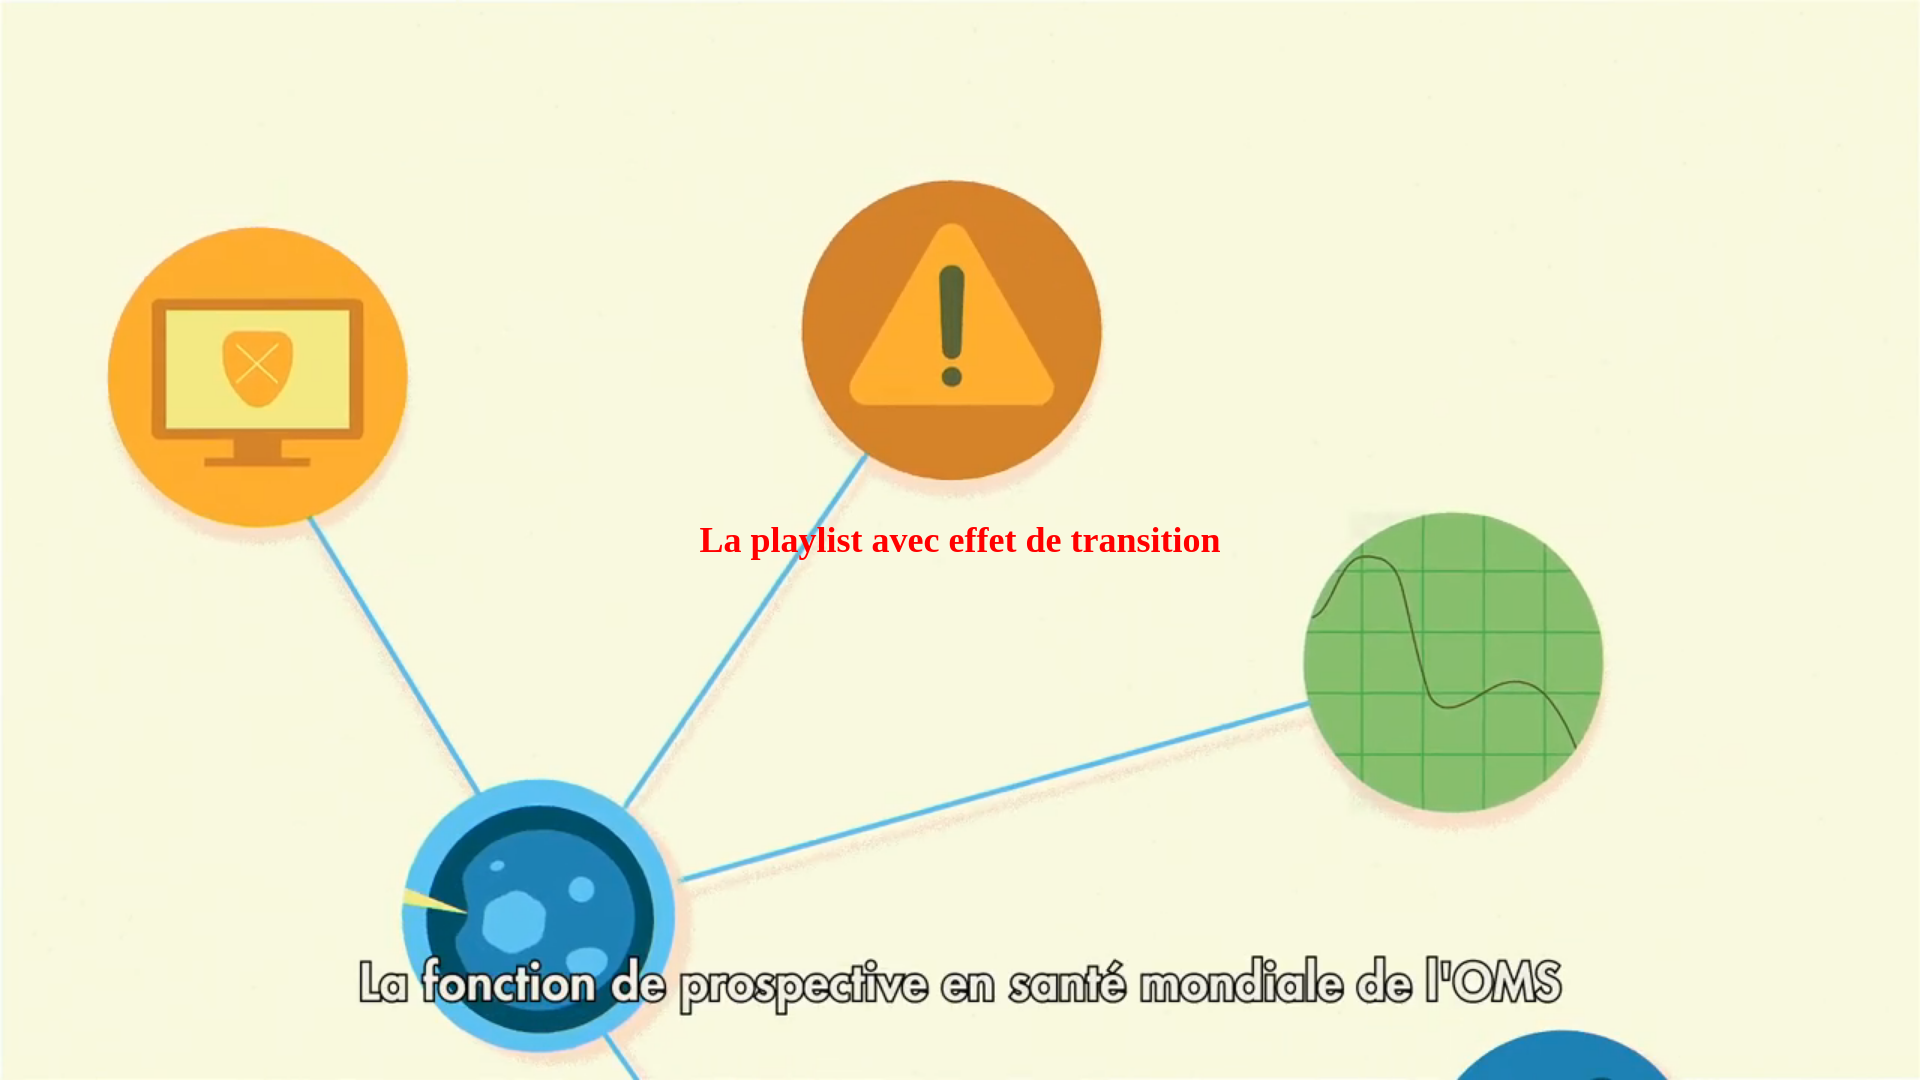 La playlist avec effet de transition
La fonction de prospective en santé mondiale de l'OMS